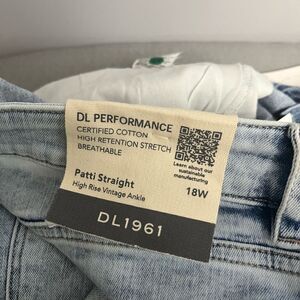 DL PERFORMANCE
CERTIFIED COTTON
HIGH RETENTION STRETCH
BREATHABLE
Learn about our
sustainable
manufacturing
Patti Straight
High Rise Vintage Ankle
18W
DL1961